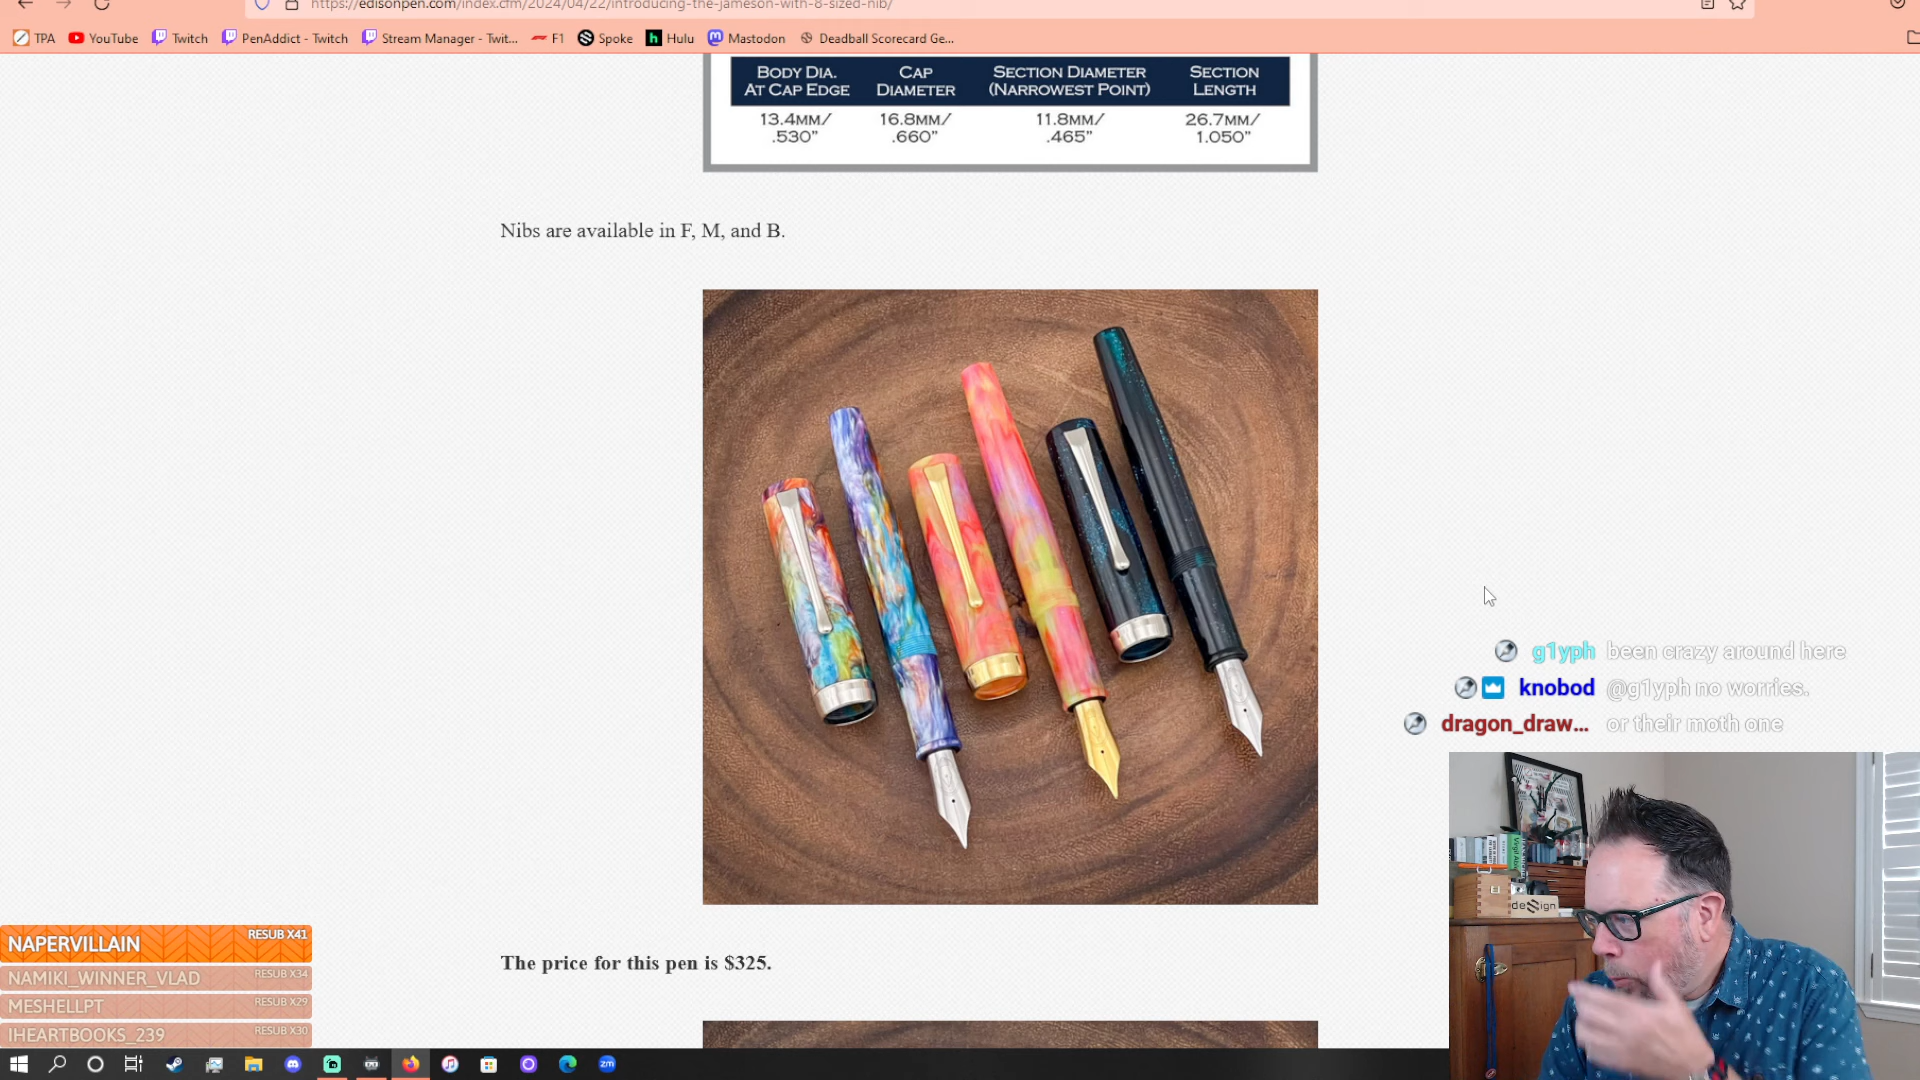 https://edisonpen.com/index.cfm/2024/04/22/introducing-the-jameson-with-8-sized-nib/
TPA YouTube Twitch PenAddict - Twitch Stream Manager - Twit... F1 Spoke Hulu Mastodon Deadball Scorecard Ge...
BODY DIA. AT CAP EDGE CAP DIAMETER SECTION DIAMETER (NARROWEST POINT) SECTION LENGTH
13.4MM/ .530" 16.8MM/ .660" 11.8MM/ .465" 26.7MM/ 1.050"
Nibs are available in F, M, and B.
g1yph been crazy around here
knobod @g1yph no worries.
dragon_draw... or their moth one
design
The price for this pen is $325.
NAPERVILLAIN RESUB X41
NAMIKI_WINNER_VLAD RESUB X34
MESHELLPT RESUB X29
IHEARTBOOKS_239 RESUB X30
zm